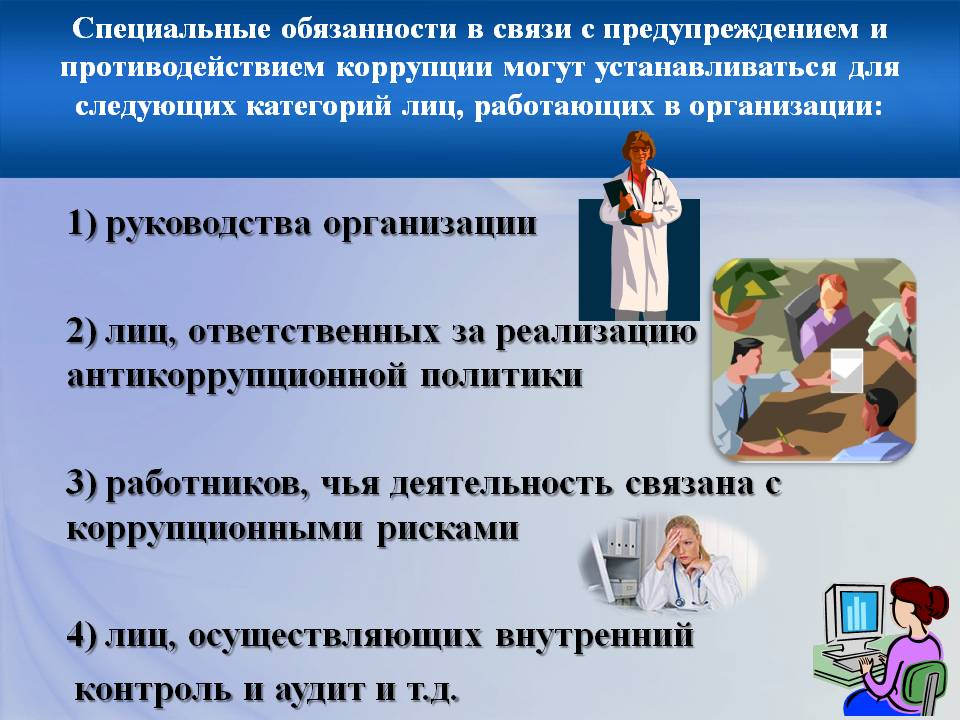 Специальные обязанности в связи с предупреждением и
противодействием коррупции могут устанавливаться для
следующих категорий лиц, работающих в организации:
1) руководства организации
2) лиц, ответственных за реализацию
антикоррупционной политики
3) работников, чья деятельность связана с
коррупционными рисками
4) лиц, осуществляющих внутренний
контроль и аудит и т.д.